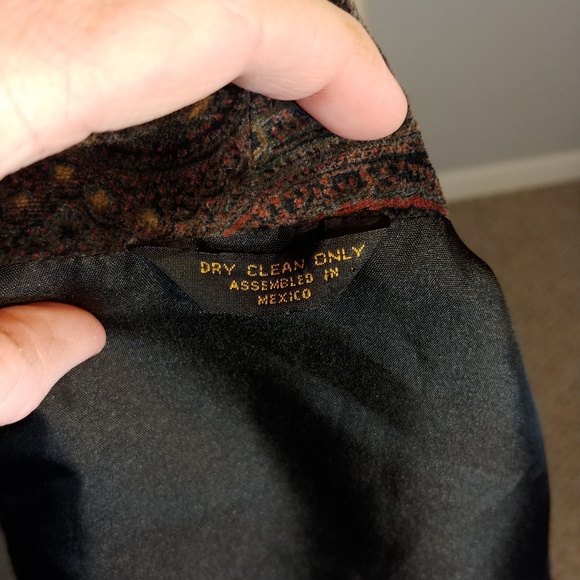 DRY CLEAN ONLY
ASSEMBLED IN
MEXICO